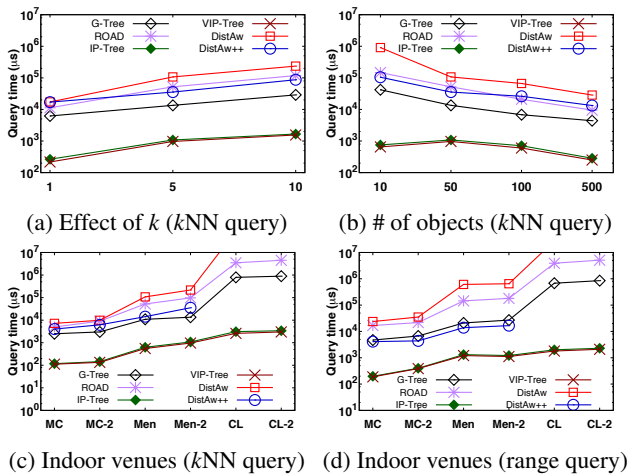 G-Tree VIP-Tree
ROAD DistAw
IP-Tree DistAw++
Query time (µs)
10^7
10^6
10^5
10^4
10^3
10^2
1 5 10
(a) Effect of k (kNN query)
G-Tree VIP-Tree
ROAD DistAw
IP-Tree DistAw++
Query time (µs)
10^7
10^6
10^5
10^4
10^3
10^2
10 50 100 500
(b) # of objects (kNN query)
Query time (µs)
10^7
10^6
10^5
10^4
10^3
10^2
10^1
10^0
G-Tree VIP-Tree
ROAD DistAw
IP-Tree DistAw++
MC MC-2 Men Men-2 CL CL-2
(c) Indoor venues (kNN query)
Query time (µs)
10^7
10^6
10^5
10^4
10^3
10^2
10^1
G-Tree VIP-Tree
ROAD DistAw
IP-Tree DistAw++
MC MC-2 Men Men-2 CL CL-2
(d) Indoor venues (range query)